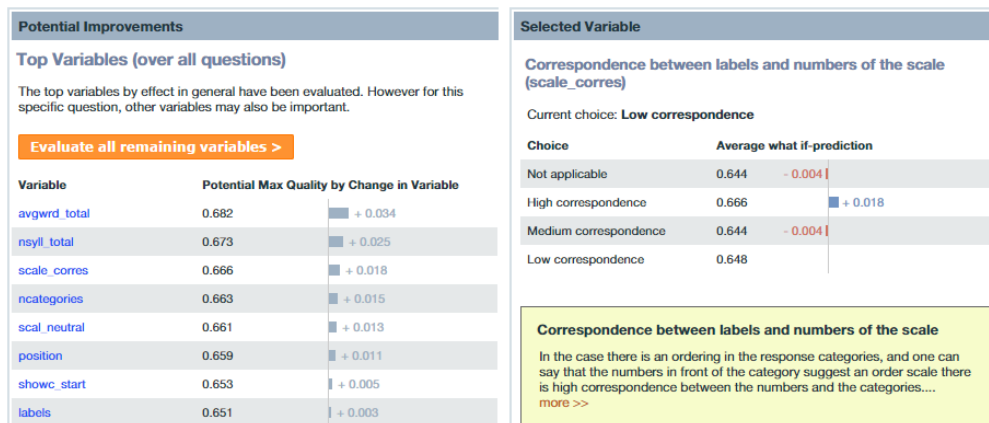 Potential Improvements
Top Variables (over all questions)
The top variables by effect in general have been evaluated. However for this
specific question, other variables may also be important.
Evaluate all remaining variables >
Variable Potential Max Quality by Change in Variable
avgwrd_total 0.682 + 0.034
nsyll_total 0.673 + 0.025
scale_corres 0.666 + 0.018
ncategories 0.663 + 0.015
scal_neutral 0.661 + 0.013
position 0.659 + 0.011
showc_start 0.653 + 0.005
labels 0.651 + 0.003
Selected Variable
Correspondence between labels and numbers of the scale
(scale_corres)
Current choice: Low correspondence
Choice Average what if-prediction
Not applicable 0.644 - 0.004
High correspondence 0.666 + 0.018
Medium correspondence 0.644 - 0.004
Low correspondence 0.648
Correspondence between labels and numbers of the scale
In the case there is an ordering in the response categories, and one can
say that the numbers in front of the category suggest an order scale there
is high correspondence between the numbers and the categories....
more >>